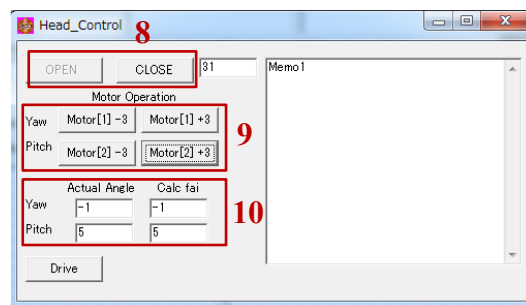 Head_Control
8
OPEN CLOSE 31 Memo1
Motor Operation
Yaw Motor[1] -3 Motor[1] +3
9
Pitch Motor[2] -3 Motor[2] +3
Actual Angle Calc fai
Yaw -1 -1
10
Pitch 5 5
Drive